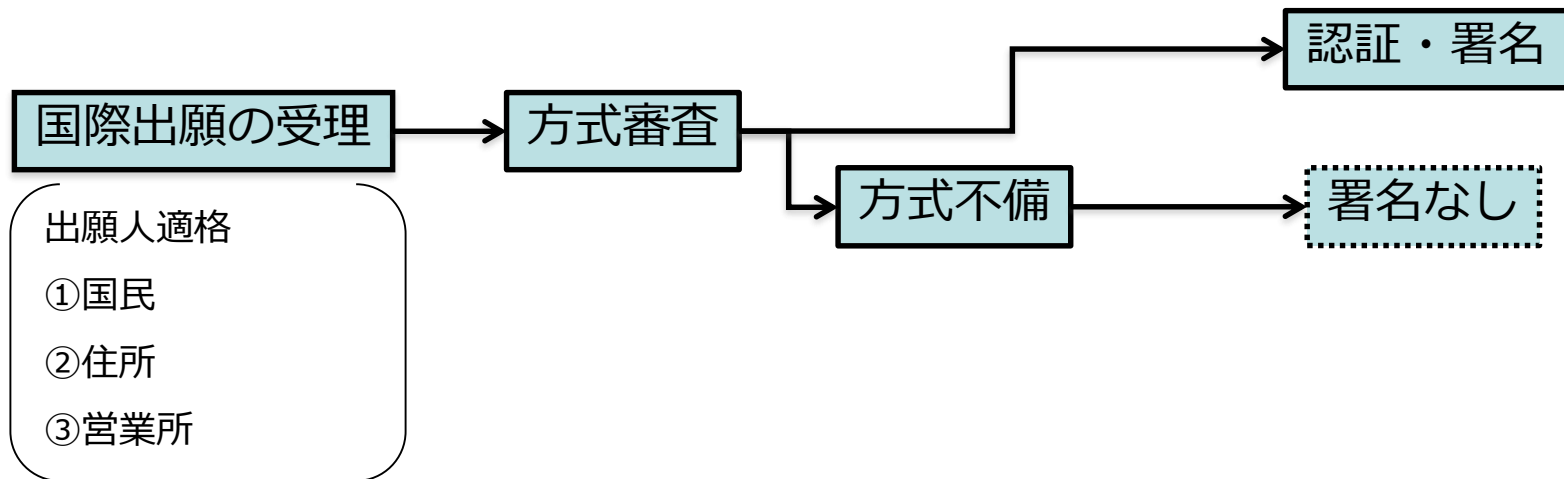 認証・署名
国際出願の受理
方式審査
方式不備
署名なし
出願人適格
①国民
②住所
③営業所